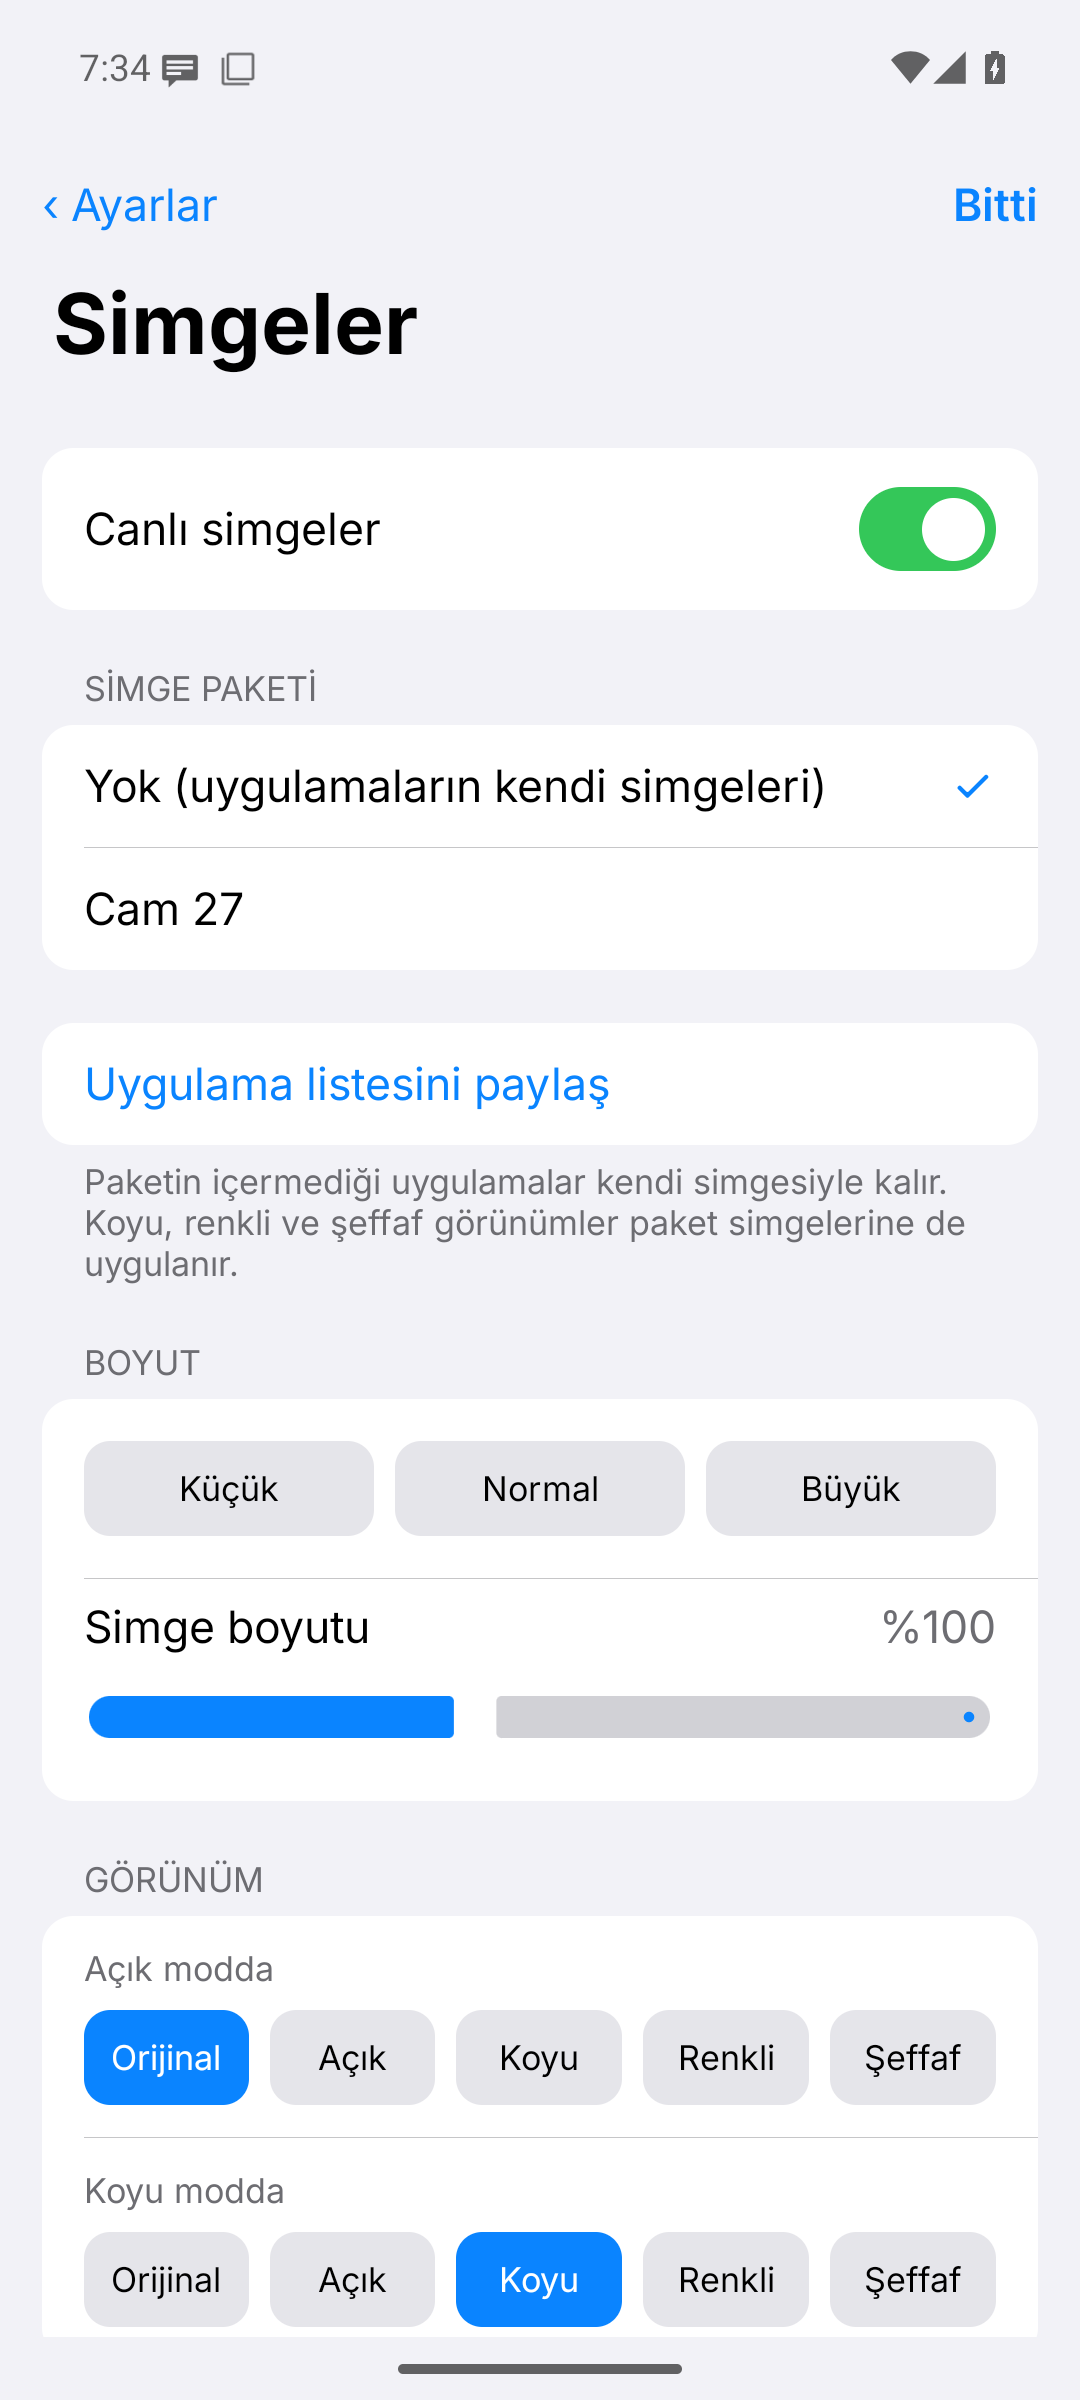 7:34
‹ Ayarlar
Bitti
Simgeler
Canlı simgeler
SİMGE PAKETİ
Yok (uygulamaların kendi simgeleri)
Cam 27
Uygulama listesini paylaş
Paketin içermediği uygulamalar kendi simgesiyle kalır.
Koyu, renkli ve şeffaf görünümler paket simgelerine de
uygulanır.
BOYUT
Küçük Normal Büyük
Simge boyutu %100
GÖRÜNÜM
Açık modda
Orijinal Açık Koyu Renkli Şeffaf
Koyu modda
Orijinal Açık Koyu Renkli Şeffaf